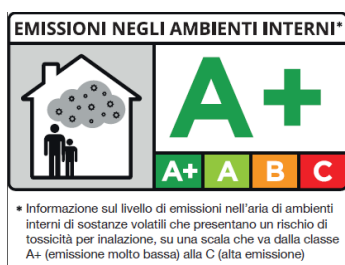 EMISSIONI NEGLI AMBIENTI INTERNI*
A+
A+ A B C
* Informazione sul livello di emissioni nell'aria di ambienti
interni di sostanze volatili che presentano un rischio di
tossicità per inalazione, su una scala che va dalla classe
A+ (emissione molto bassa) alla C (alta emissione)